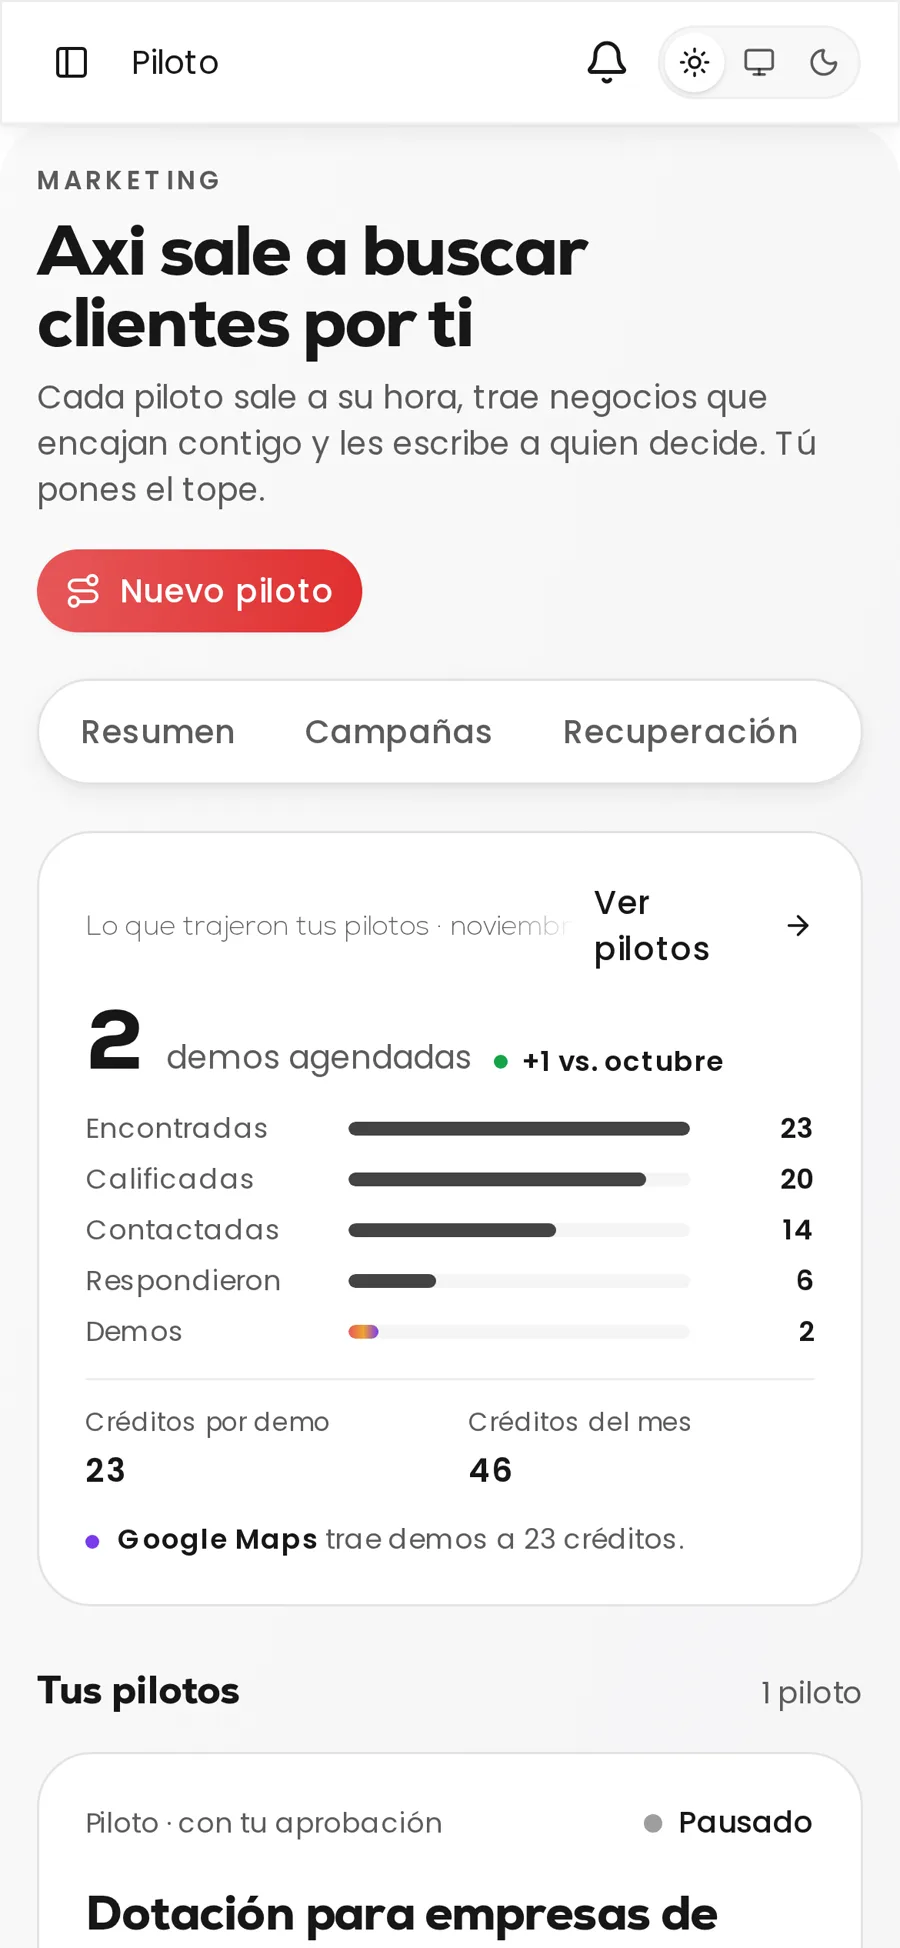 Piloto
MARKETING
Axi sale a buscar
clientes por ti
Cada piloto sale a su hora, trae negocios que
encajan contigo y les escribe a quien decide. Tú
pones el tope.
Nuevo piloto
Resumen Campañas Recuperación
Lo que trajeron tus pilotos · noviembr
Ver
pilotos
2 demos agendadas +1 vs. octubre
Encontradas 23
Calificadas 20
Contactadas 14
Respondieron 6
Demos 2
Créditos por demo Créditos del mes
23 46
Google Maps trae demos a 23 créditos.
Tus pilotos 1 piloto
Piloto · con tu aprobación Pausado
Dotación para empresas de